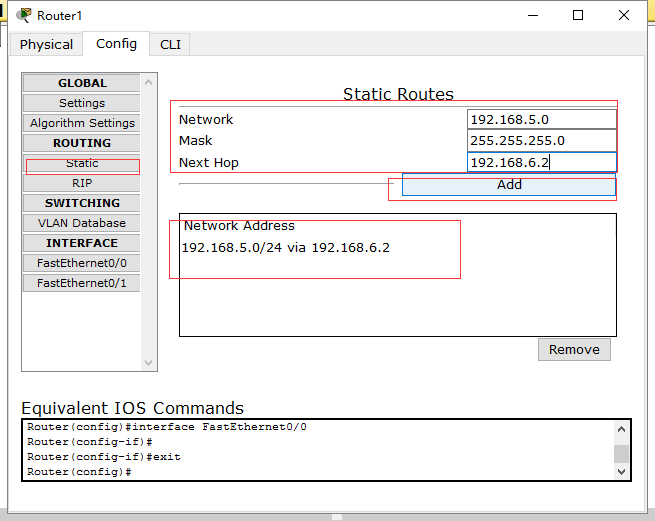 Router1
Physical Config CLI
GLOBAL
Settings
Algorithm Settings
ROUTING
Static
RIP
SWITCHING
VLAN Database
INTERFACE
FastEthernet0/0
FastEthernet0/1
Static Routes
Network 192.168.5.0
Mask 255.255.255.0
Next Hop 192.168.6.2
Add
Network Address
192.168.5.0/24 via 192.168.6.2
Remove
Equivalent IOS Commands
Router(config)#interface FastEthernet0/0
Router(config-if)#
Router(config-if)#exit
Router(config)#